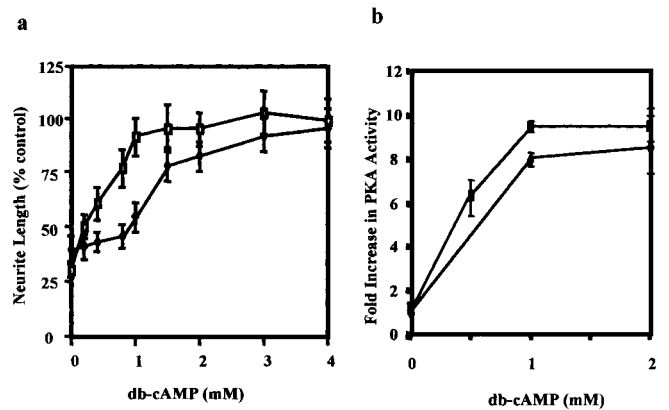 a
125
100
75
50
25
0
0 1 2 3 4
Neurite Length (% control)
db-cAMP (mM)
b
12
10
8
6
4
2
0
0 1 2
Fold Increase in PKA Activity
db-cAMP (mM)